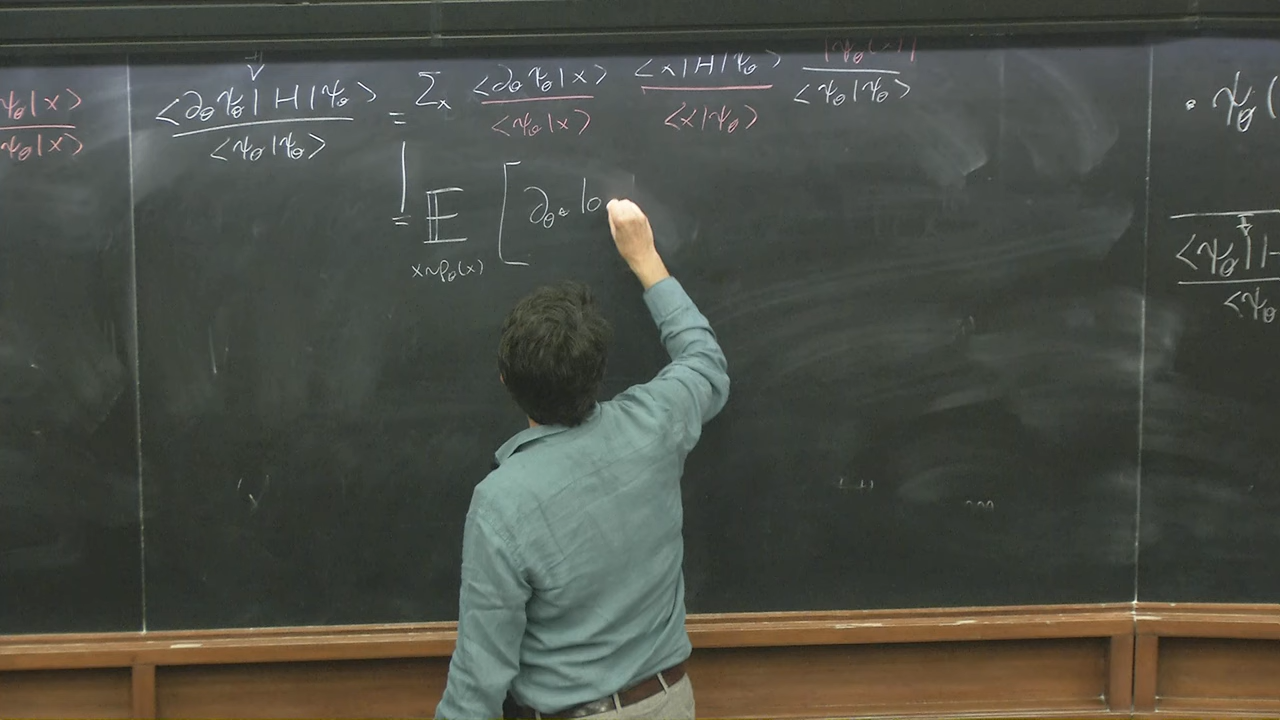 ψ_θ|x>
ψ_θ|x>
<∂_θ ψ_θ|H|ψ_θ> / <ψ_θ|ψ_θ> = Σ_x <∂_θ ψ_θ|x> / <ψ_θ|x> <x|H|ψ_θ> / <x|ψ_θ> |ψ_θ(x)| / <ψ_θ|ψ_θ>
= 𝔼_{x~p_θ(x)} [ ∂_θ lo
• ψ_θ(
<ψ_θ|
<ψ_θ